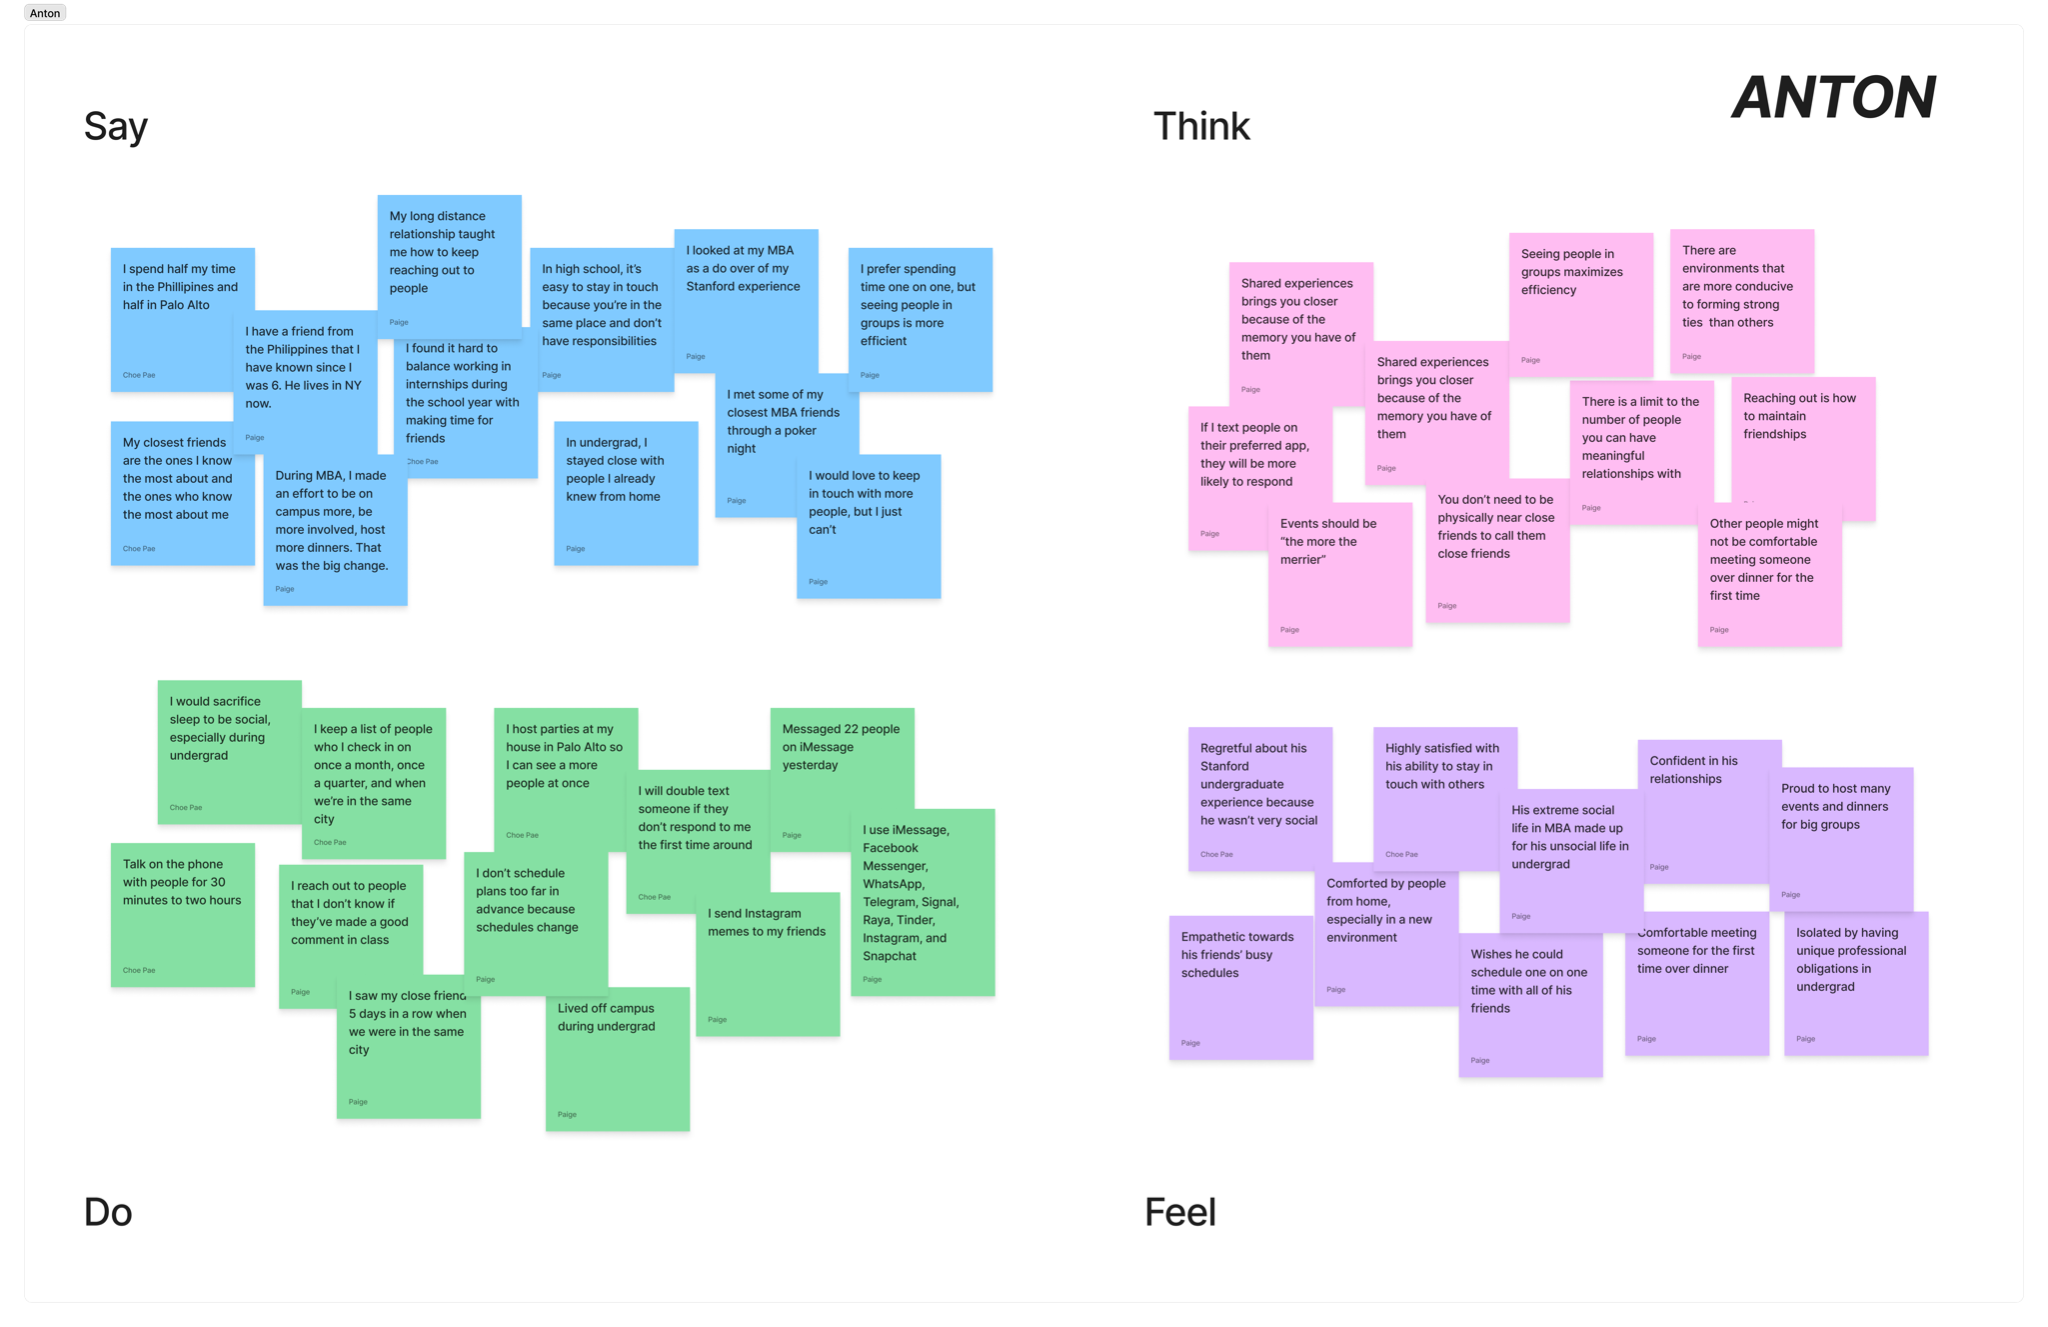 Anton
ANTON
Say
I spend half my time
in the Phillipines and
half in Palo Alto
Choe Pae
I have a friend from
the Philippines that I
have known since I
was 6. He lives in NY
now.
Paige
My long distance
relationship taught
me how to keep
reaching out to
people
Paige
I found it hard to
balance working in
internships during
the school year with
making time for
friends
Choe Pae
In high school, it's
easy to stay in touch
because you're in the
same place and don't
have responsibilities
Paige
I looked at my MBA
as a do over of my
Stanford experience
Paige
I prefer spending
time one on one, but
seeing people in
groups is more
efficient
Paige
My closest friends
are the ones I know
the most about and
the ones who know
the most about me
Choe Pae
During MBA, I made
an effort to be on
campus more, be
more involved, host
more dinners. That
was the big change.
Paige
In undergrad, I
stayed close with
people I already
knew from home
Paige
I met some of my
closest MBA friends
through a poker
night
Paige
I would love to keep
in touch with more
people, but I just
can't
Paige
Think
Shared experiences
brings you closer
because of the
memory you have of
them
Paige
Shared experiences
brings you closer
because of the
memory you have of
them
Paige
Seeing people in
groups maximizes
efficiency
Paige
There are
environments that
are more conducive
to forming strong
ties than others
Paige
If I text people on
their preferred app,
they will be more
likely to respond
Paige
Events should be
“the more the
merrier”
Paige
You don't need to be
physically near close
friends to call them
close friends
Paige
There is a limit to the
number of people
you can have
meaningful
relationships with
Paige
Reaching out is how
to maintain
friendships
Other people might
not be comfortable
meeting someone
over dinner for the
first time
Paige
I would sacrifice
sleep to be social,
especially during
undergrad
Choe Pae
I keep a list of people
who I check in on
once a month, once
a quarter, and when
we're in the same
city
Choe Pae
I host parties at my
house in Palo Alto so
I can see a more
people at once
Choe Pae
I will double text
someone if they
don't respond to me
the first time around
Choe Pae
Messaged 22 people
on iMessage
yesterday
Paige
I use iMessage,
Facebook
Messenger,
WhatsApp,
Telegram, Signal,
Raya, Tinder,
Instagram, and
Snapchat
Paige
Talk on the phone
with people for 30
minutes to two hours
Choe Pae
I reach out to people
that I don't know if
they've made a good
comment in class
Paige
I saw my close friend
5 days in a row when
we were in the same
city
Paige
I don't schedule
plans too far in
advance because
schedules change
Paige
Lived off campus
during undergrad
Paige
I send Instagram
memes to my friends
Paige
Do
Regretful about his
Stanford
undergraduate
experience because
he wasn't very social
Choe Pae
Highly satisfied with
his ability to stay in
touch with others
Choe Pae
His extreme social
life in MBA made up
for his unsocial life in
undergrad
Paige
Confident in his
relationships
Paige
Proud to host many
events and dinners
for big groups
Paige
Empathetic towards
his friends' busy
schedules
Paige
Comforted by people
from home,
especially in a new
environment
Paige
Wishes he could
schedule one on one
time with all of his
friends
Paige
Comfortable meeting
someone for the first
time over dinner
Paige
Isolated by having
unique professional
obligations in
undergrad
Paige
Feel